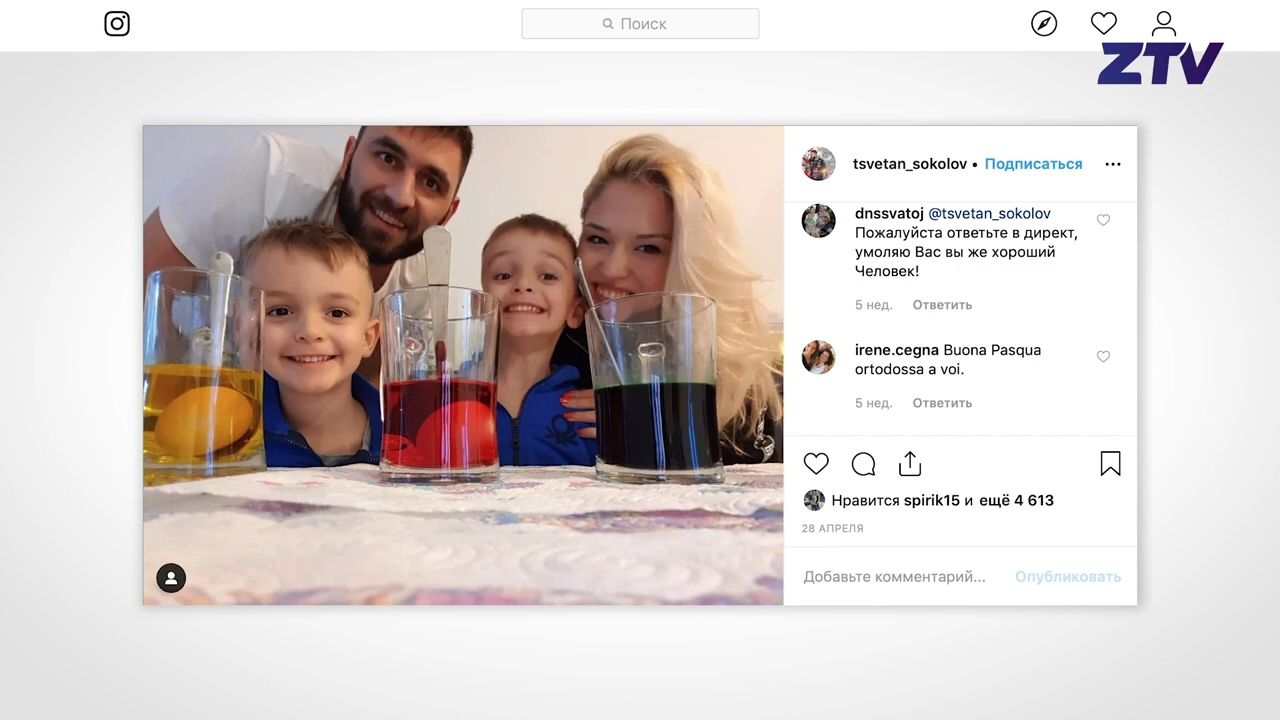 Поиск
ZTV
tsvetan_sokolov • Подписаться
dnssvatoj @tsvetan_sokolov
Пожалуйста ответьте в директ,
умоляю Вас вы же хороший
Человек!
5 нед. Ответить
irene.cegna Buona Pasqua
ortodossa a voi.
5 нед. Ответить
Нравится spirik15 и ещё 4 613
28 АПРЕЛЯ
Добавьте комментарий... Опубликовать